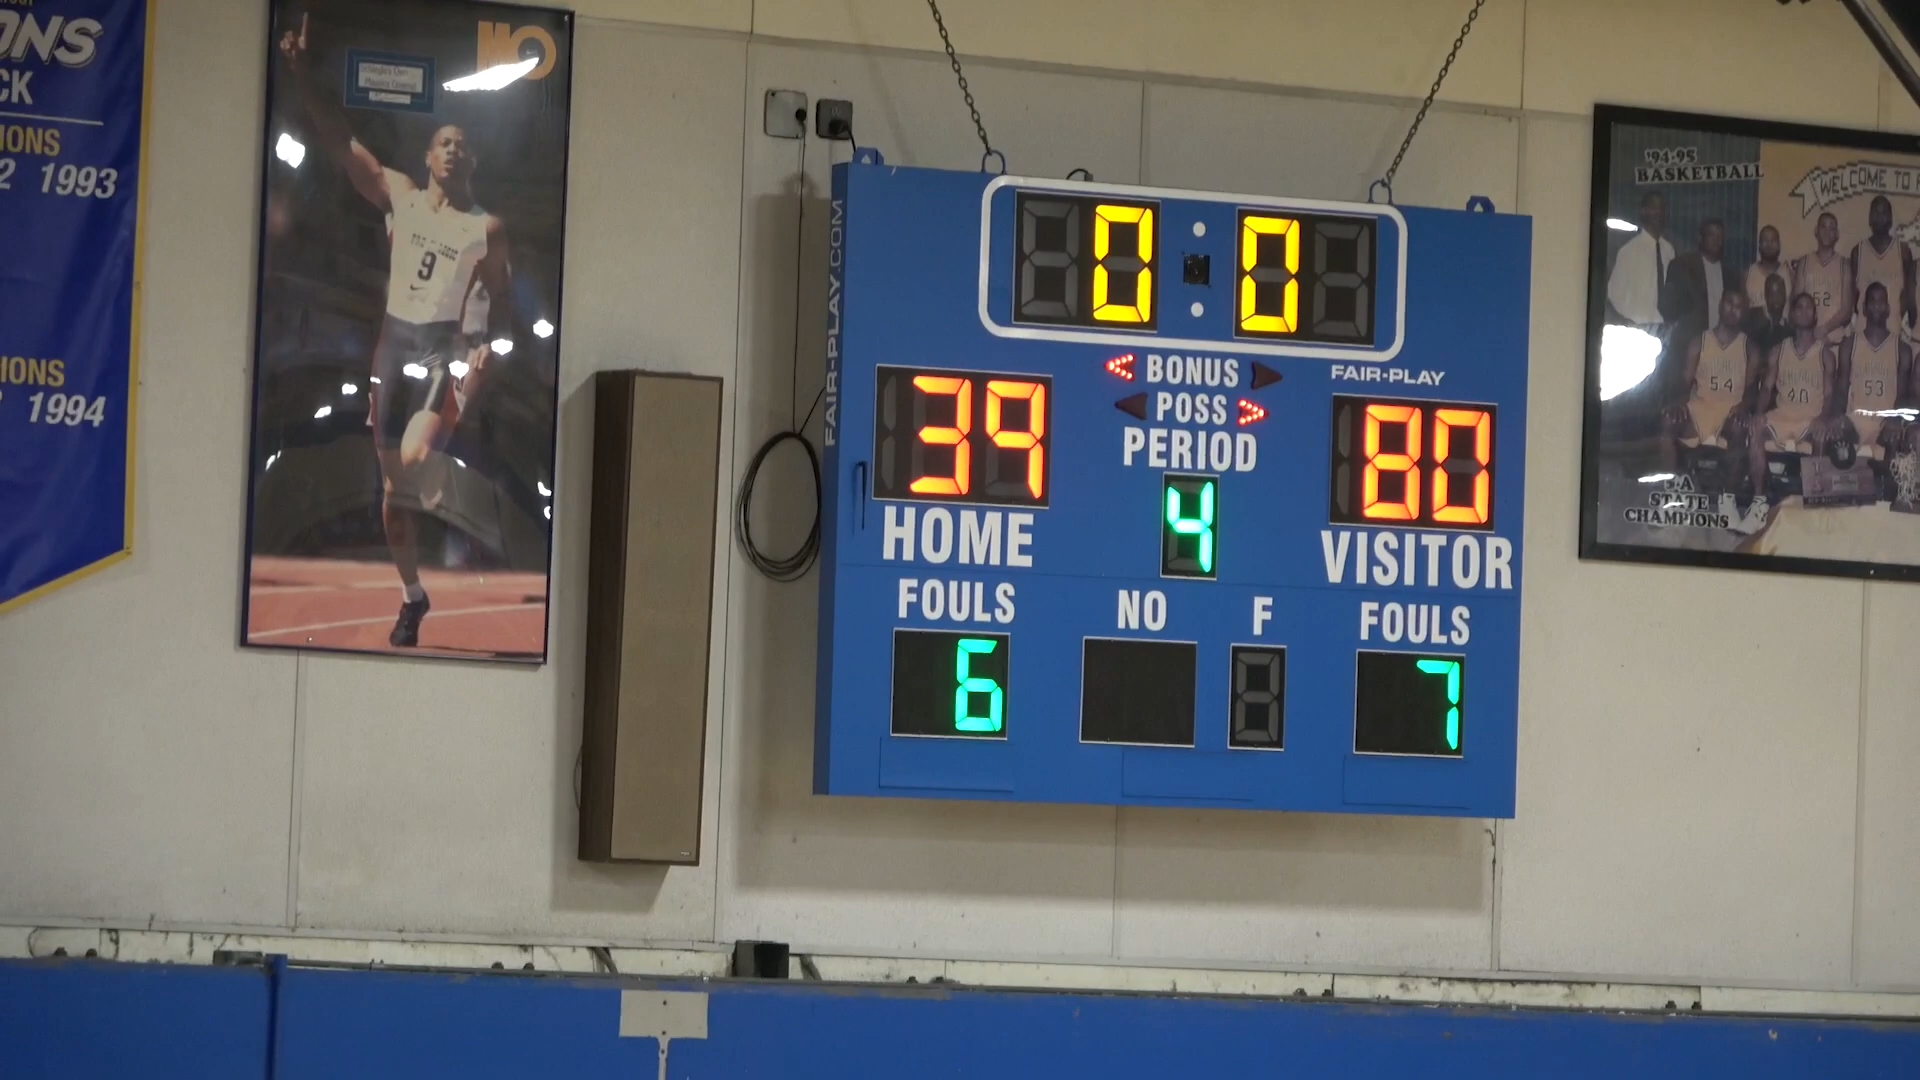 ONS
CK
IONS
2 1993
IONS
1994
MO
9
FAIR-PLAY.COM
0:0
BONUS
POSS
FAIR-PLAY
PERIOD
39
4
80
HOME
VISITOR
FOULS
NO
F
FOULS
6
7
'94-95
BASKETBALL
WELCOME TO
52
54
40
53
STATE
CHAMPIONS